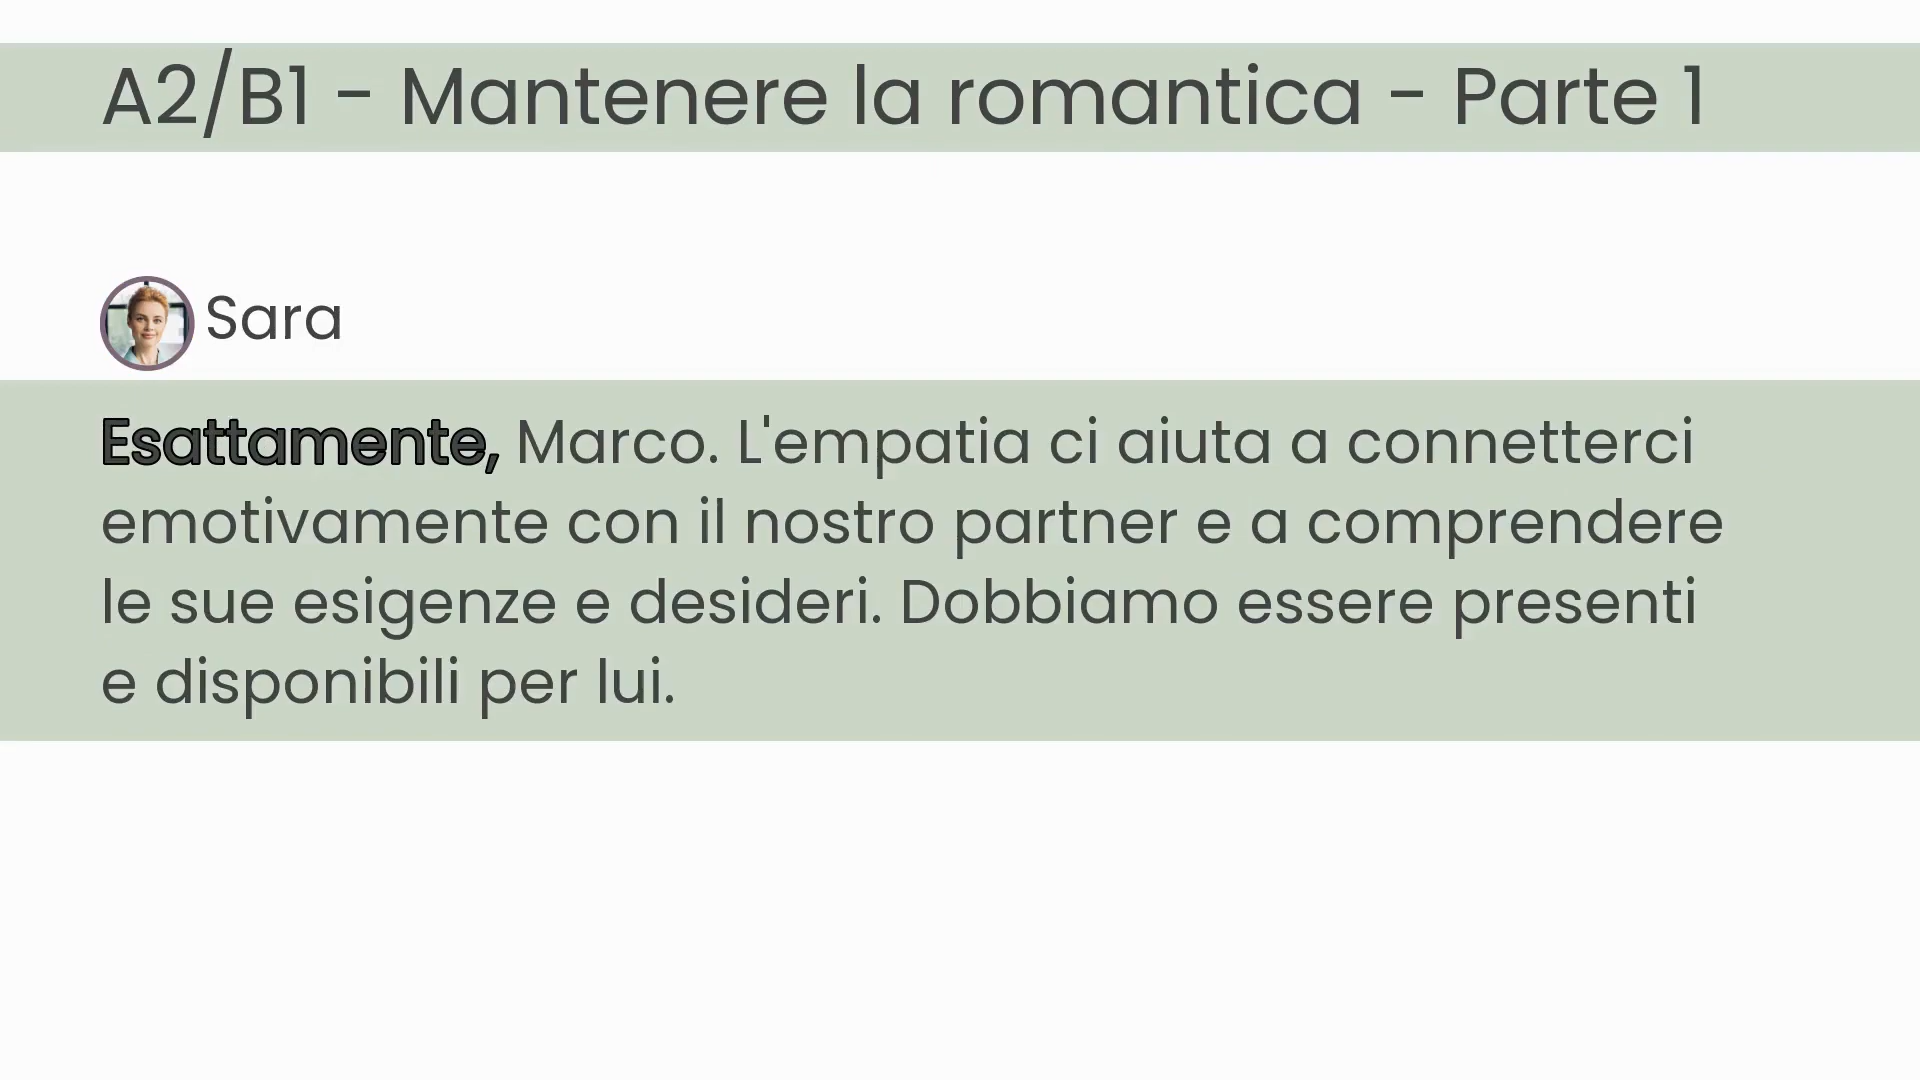 A2/B1 - Mantenere la romantica - Parte 1
Sara
Esattamente, Marco. L'empatia ci aiuta a connetterci
emotivamente con il nostro partner e a comprendere
le sue esigenze e desideri. Dobbiamo essere presenti
e disponibili per lui.